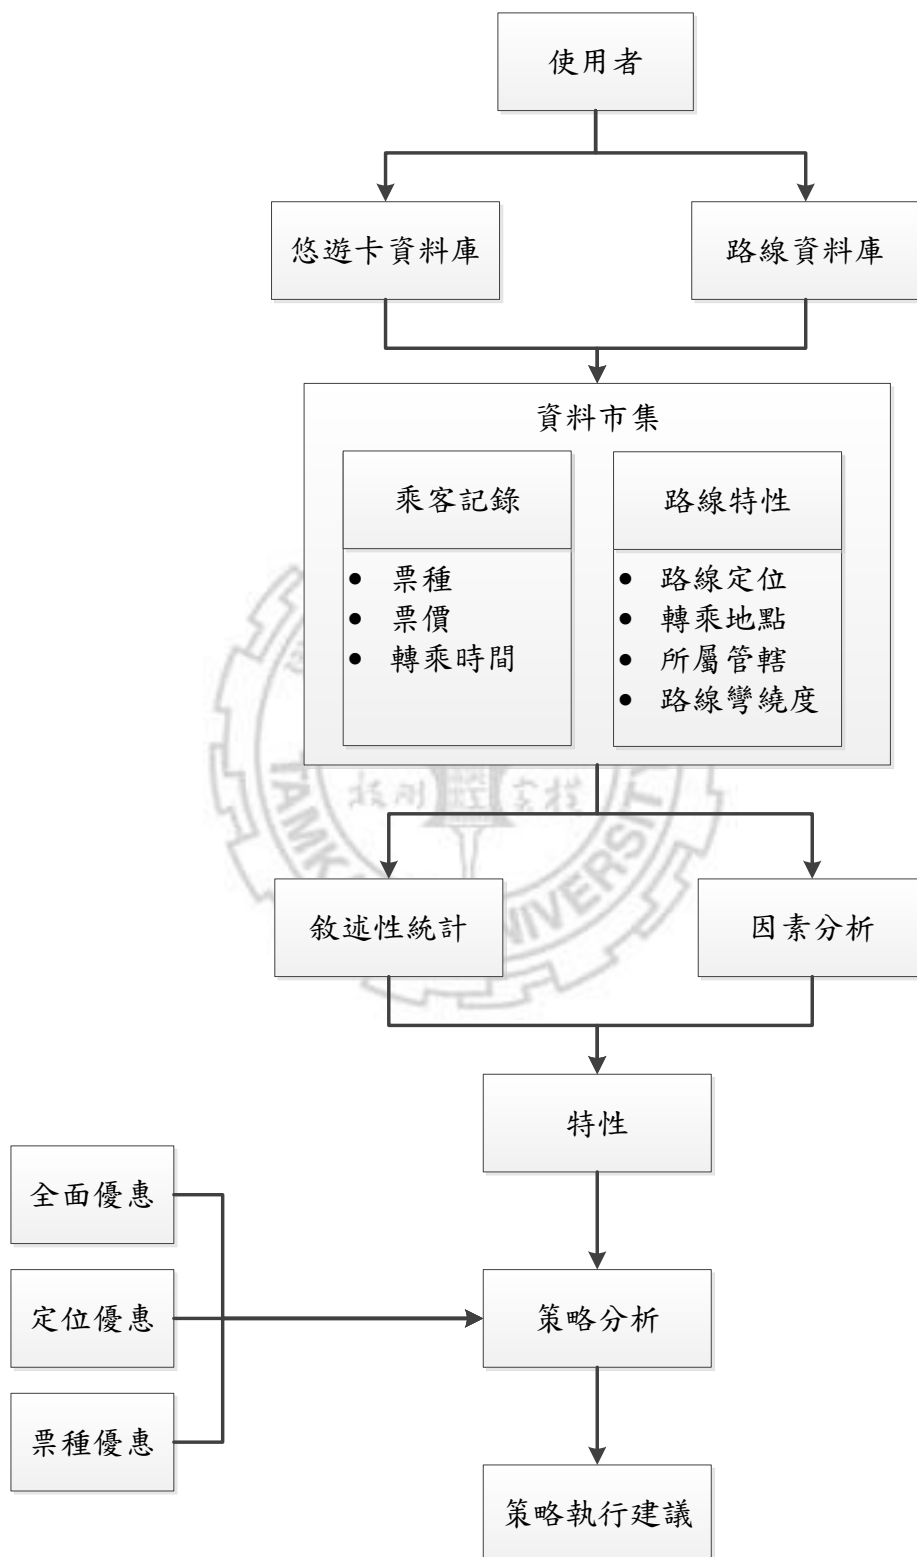 使用者
悠遊卡資料庫
路線資料庫
資料市集
乘客記錄
• 票種
• 票價
• 轉乘時間
路線特性
• 路線定位
• 轉乘地點
• 所屬管轄
• 路線彎繞度
敘述性統計
因素分析
特性
全面優惠
定位優惠
票種優惠
策略分析
策略執行建議